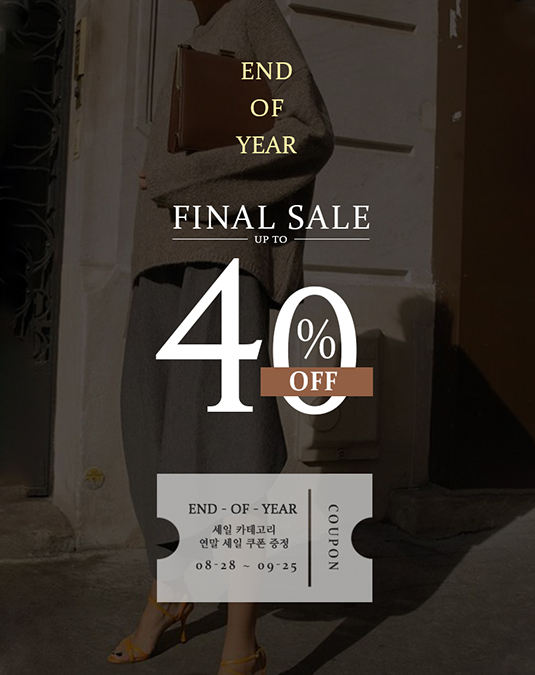 END
OF
YEAR
FINAL SALE
UP TO
40%
OFF
END - OF - YEAR
세일 카테고리
연말 세일 쿠폰 증정
08-28 ~ 09-25
COUPON